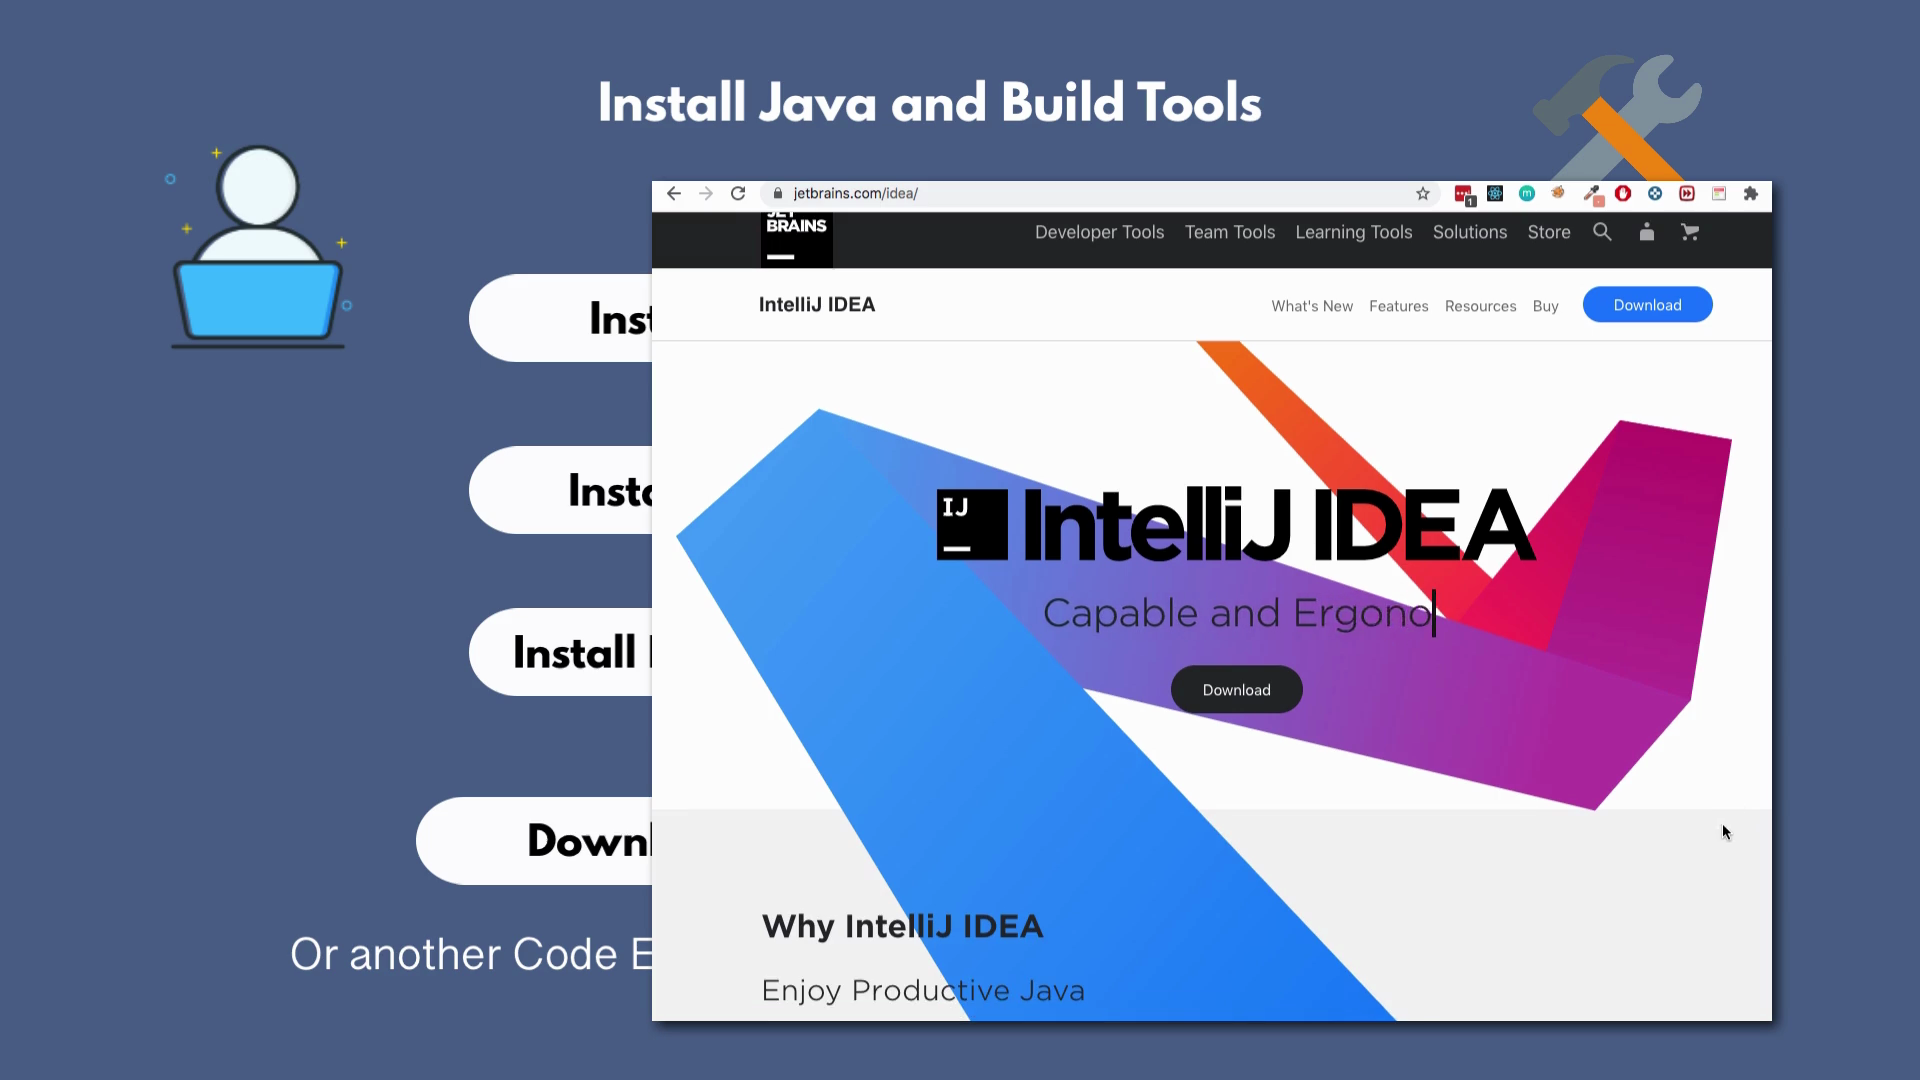 Install Java and Build Tools
jetbrains.com/idea/
1
JET
BRAINS
Developer Tools Team Tools Learning Tools Solutions Store
IntelliJ IDEA
What's New Features Resources Buy Download
Inst
IJ IntelliJ IDEA
Insta
Capable and Ergono
Install
Download
Downl
Why IntelliJ IDEA
Or another Code E
Enjoy Productive Java